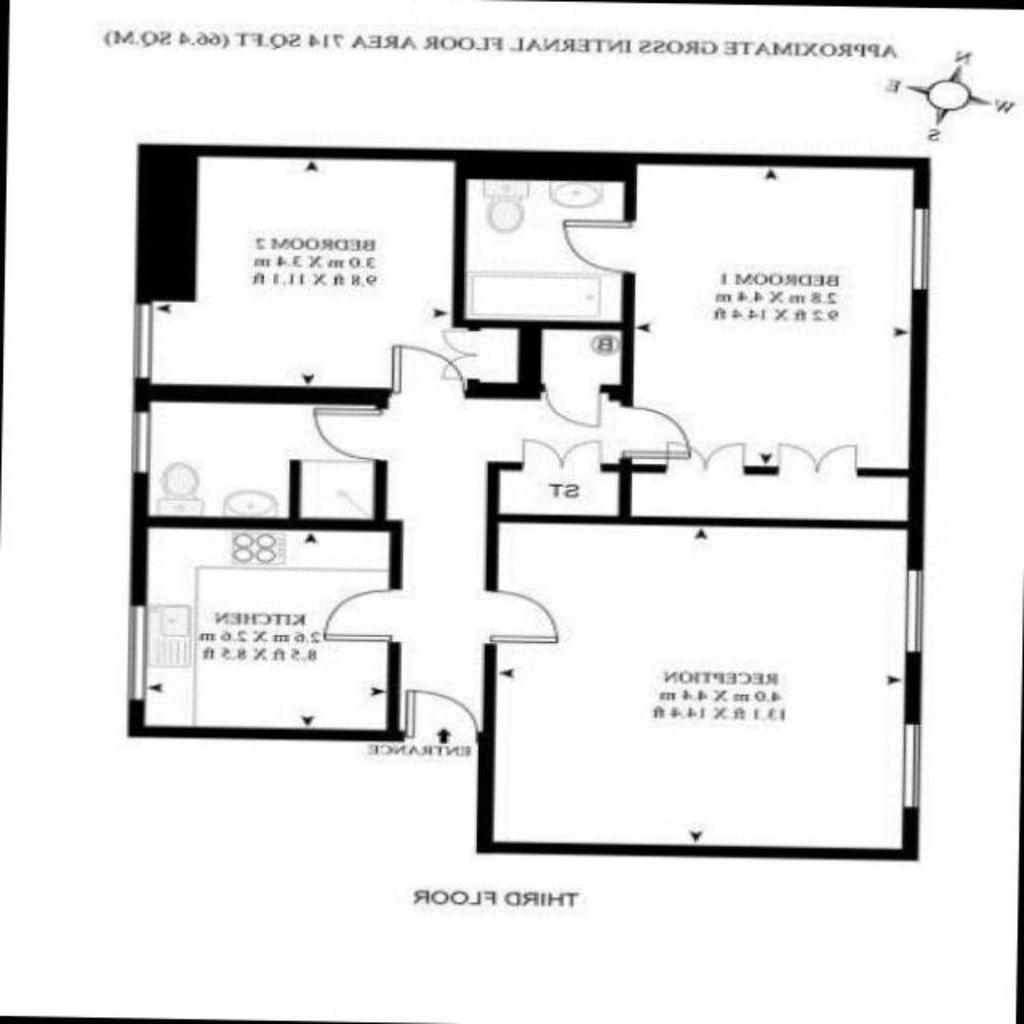 APPROXIMATE GROSS INTERNAL FLOOR AREA 714 SQ.FT (66.4 SQ.M)
N
E
W
S
BEDROOM 2
3.0 m X 3.4 m
9.8 ft X 11.1 ft
BEDROOM 1
2.8 m X 4.4 m
9.2 ft X 14.4 ft
B
ST
KITCHEN
2.6 m X 2.6 m
8.5 ft X 8.5 ft
RECEPTION
4.0 m X 4.4 m
13.1 ft X 14.4 ft
ENTRANCE
THIRD FLOOR